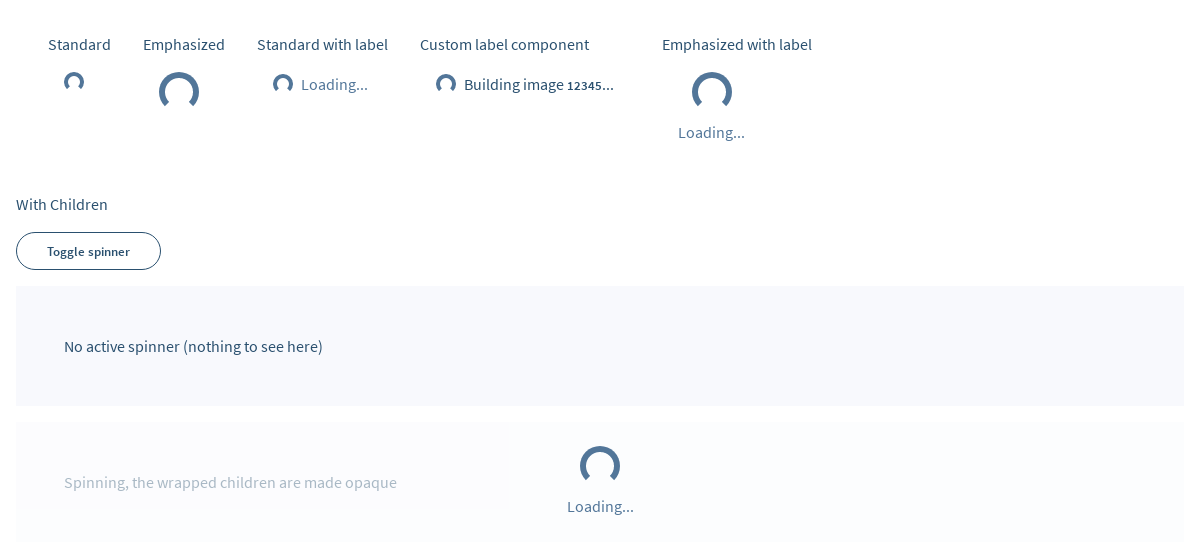 Standard
Emphasized
Standard with label
Custom label component
Emphasized with label
Loading...
Building image 12345...
Loading...
With Children
Toggle spinner
No active spinner (nothing to see here)
Spinning, the wrapped children are made opaque
Loading...